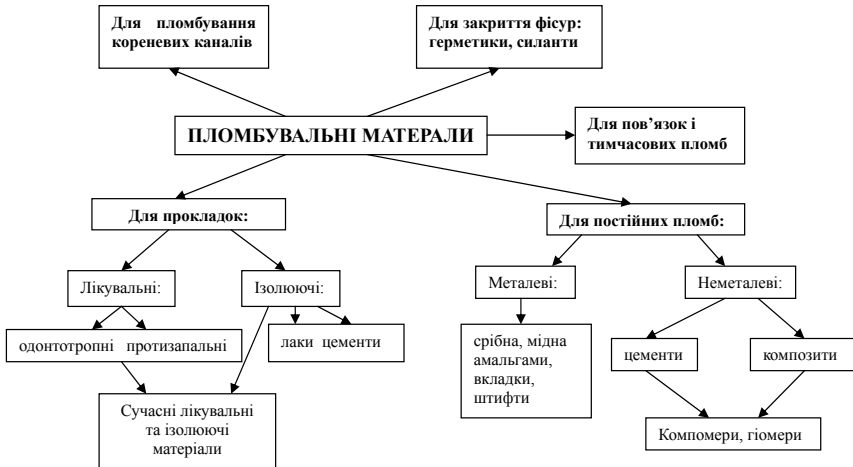 Для пломбування
кореневих каналів
Для закриття фісур:
герметики, силанти
ПЛОМБУВАЛЬНІ МАТЕРАЛИ
Для пов’язок і
тимчасових пломб
Для прокладок:
Для постійних пломб:
Лікувальні:
Ізолюючі:
Металеві:
Неметалеві:
одонтотропні протизапальні
лаки цементи
срібна, мідна
амальгами,
вкладки,
штифти
цементи
композити
Сучасні лікувальні
та ізолюючі
матеріали
Компомери, гіомери